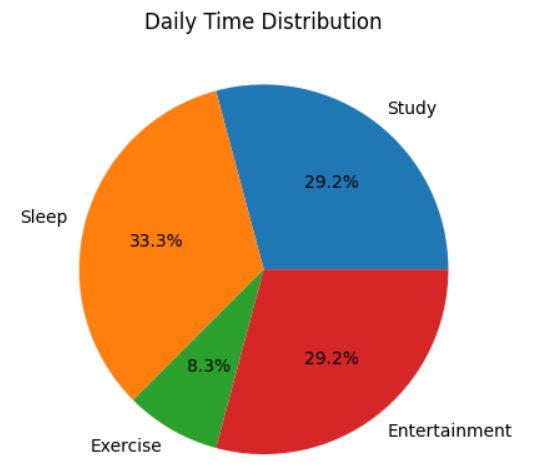 Daily Time Distribution
Study
29.2%
Sleep
33.3%
8.3%
29.2%
Entertainment
Exercise